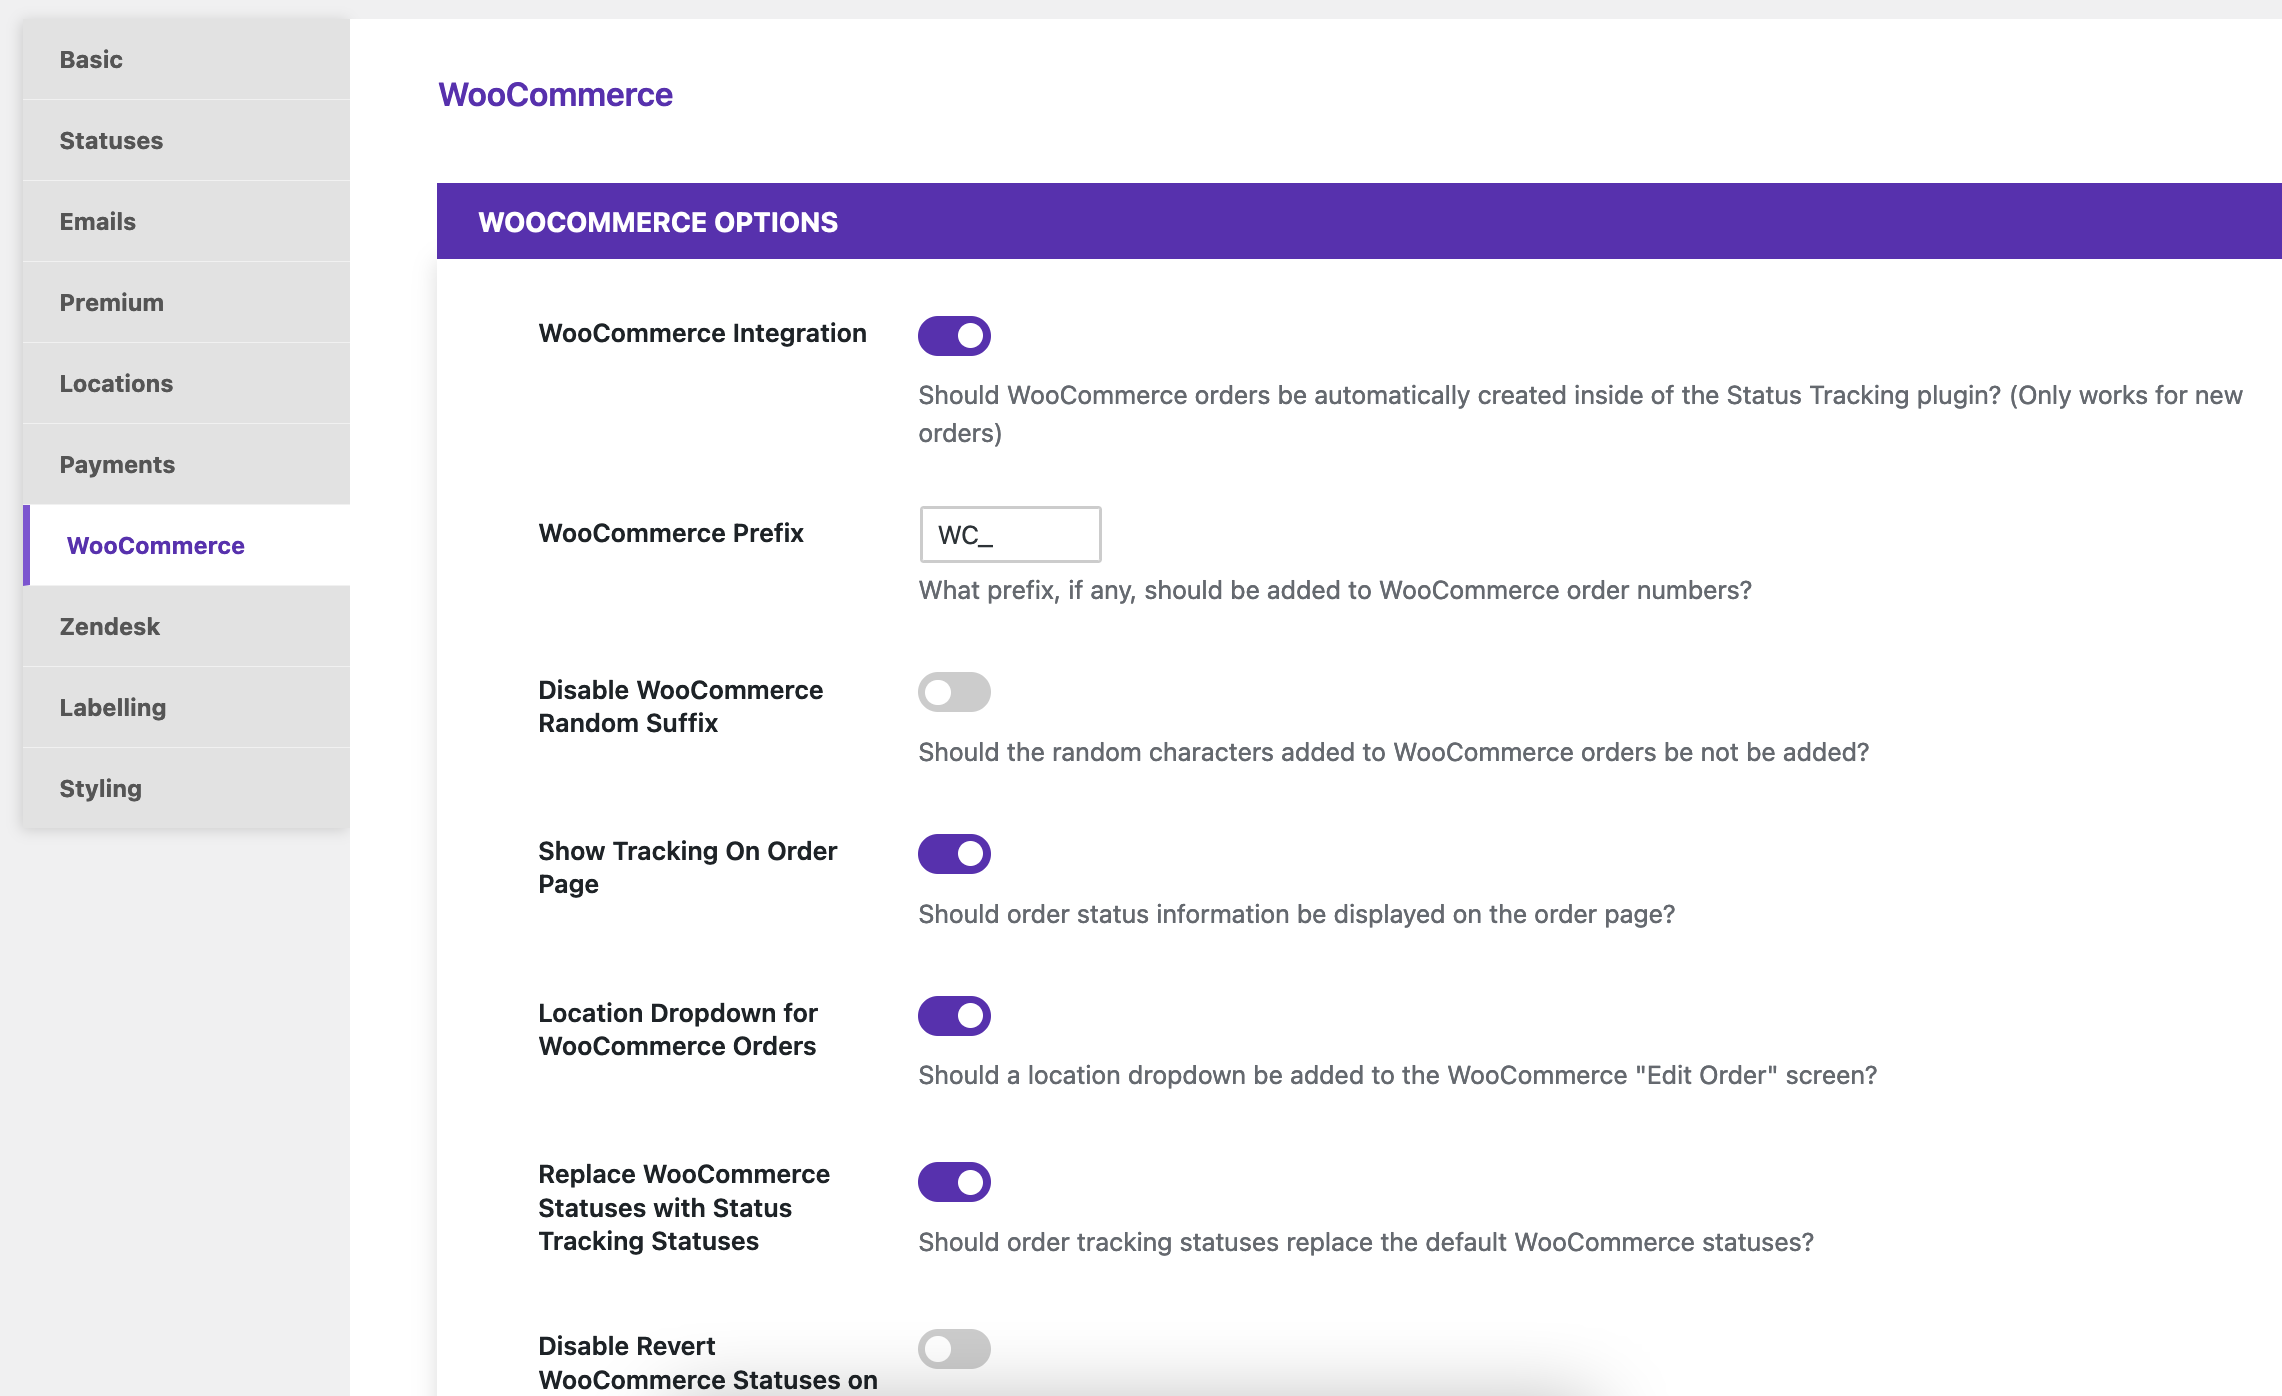 Basic
Statuses
Emails
Premium
Locations
Payments
WooCommerce
Zendesk
Labelling
Styling
WooCommerce
WOOCOMMERCE OPTIONS
WooCommerce Integration
Should WooCommerce orders be automatically created inside of the Status Tracking plugin? (Only works for new
orders)
WooCommerce Prefix
WC_
What prefix, if any, should be added to WooCommerce order numbers?
Disable WooCommerce
Random Suffix
Should the random characters added to WooCommerce orders be not be added?
Show Tracking On Order
Page
Should order status information be displayed on the order page?
Location Dropdown for
WooCommerce Orders
Should a location dropdown be added to the WooCommerce "Edit Order" screen?
Replace WooCommerce
Statuses with Status
Tracking Statuses
Should order tracking statuses replace the default WooCommerce statuses?
Disable Revert
WooCommerce Statuses on